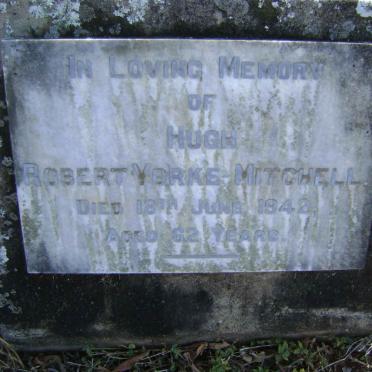 In Loving Memory
of
Hugh
Robert Yorke Mitchell.
Died 18th June 1942
Aged 62 Years.